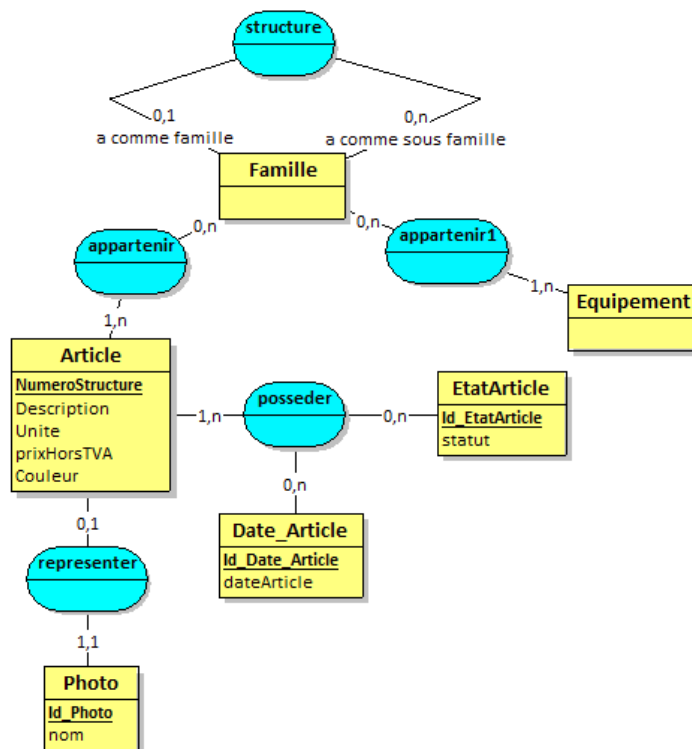 structure
0,1
0,n
a comme famille
a comme sous famille
Famille
0,n
0,n
appartenir
appartenir1
1,n
1,n
Equipement
Article
NumeroStructure
Description
Unite
prixHorsTVA
Couleur
1,n
posseder
0,n
EtatArticle
Id_EtatArticle
statut
0,n
Date_Article
Id_Date_Article
dateArticle
0,1
representer
1,1
Photo
Id_Photo
nom